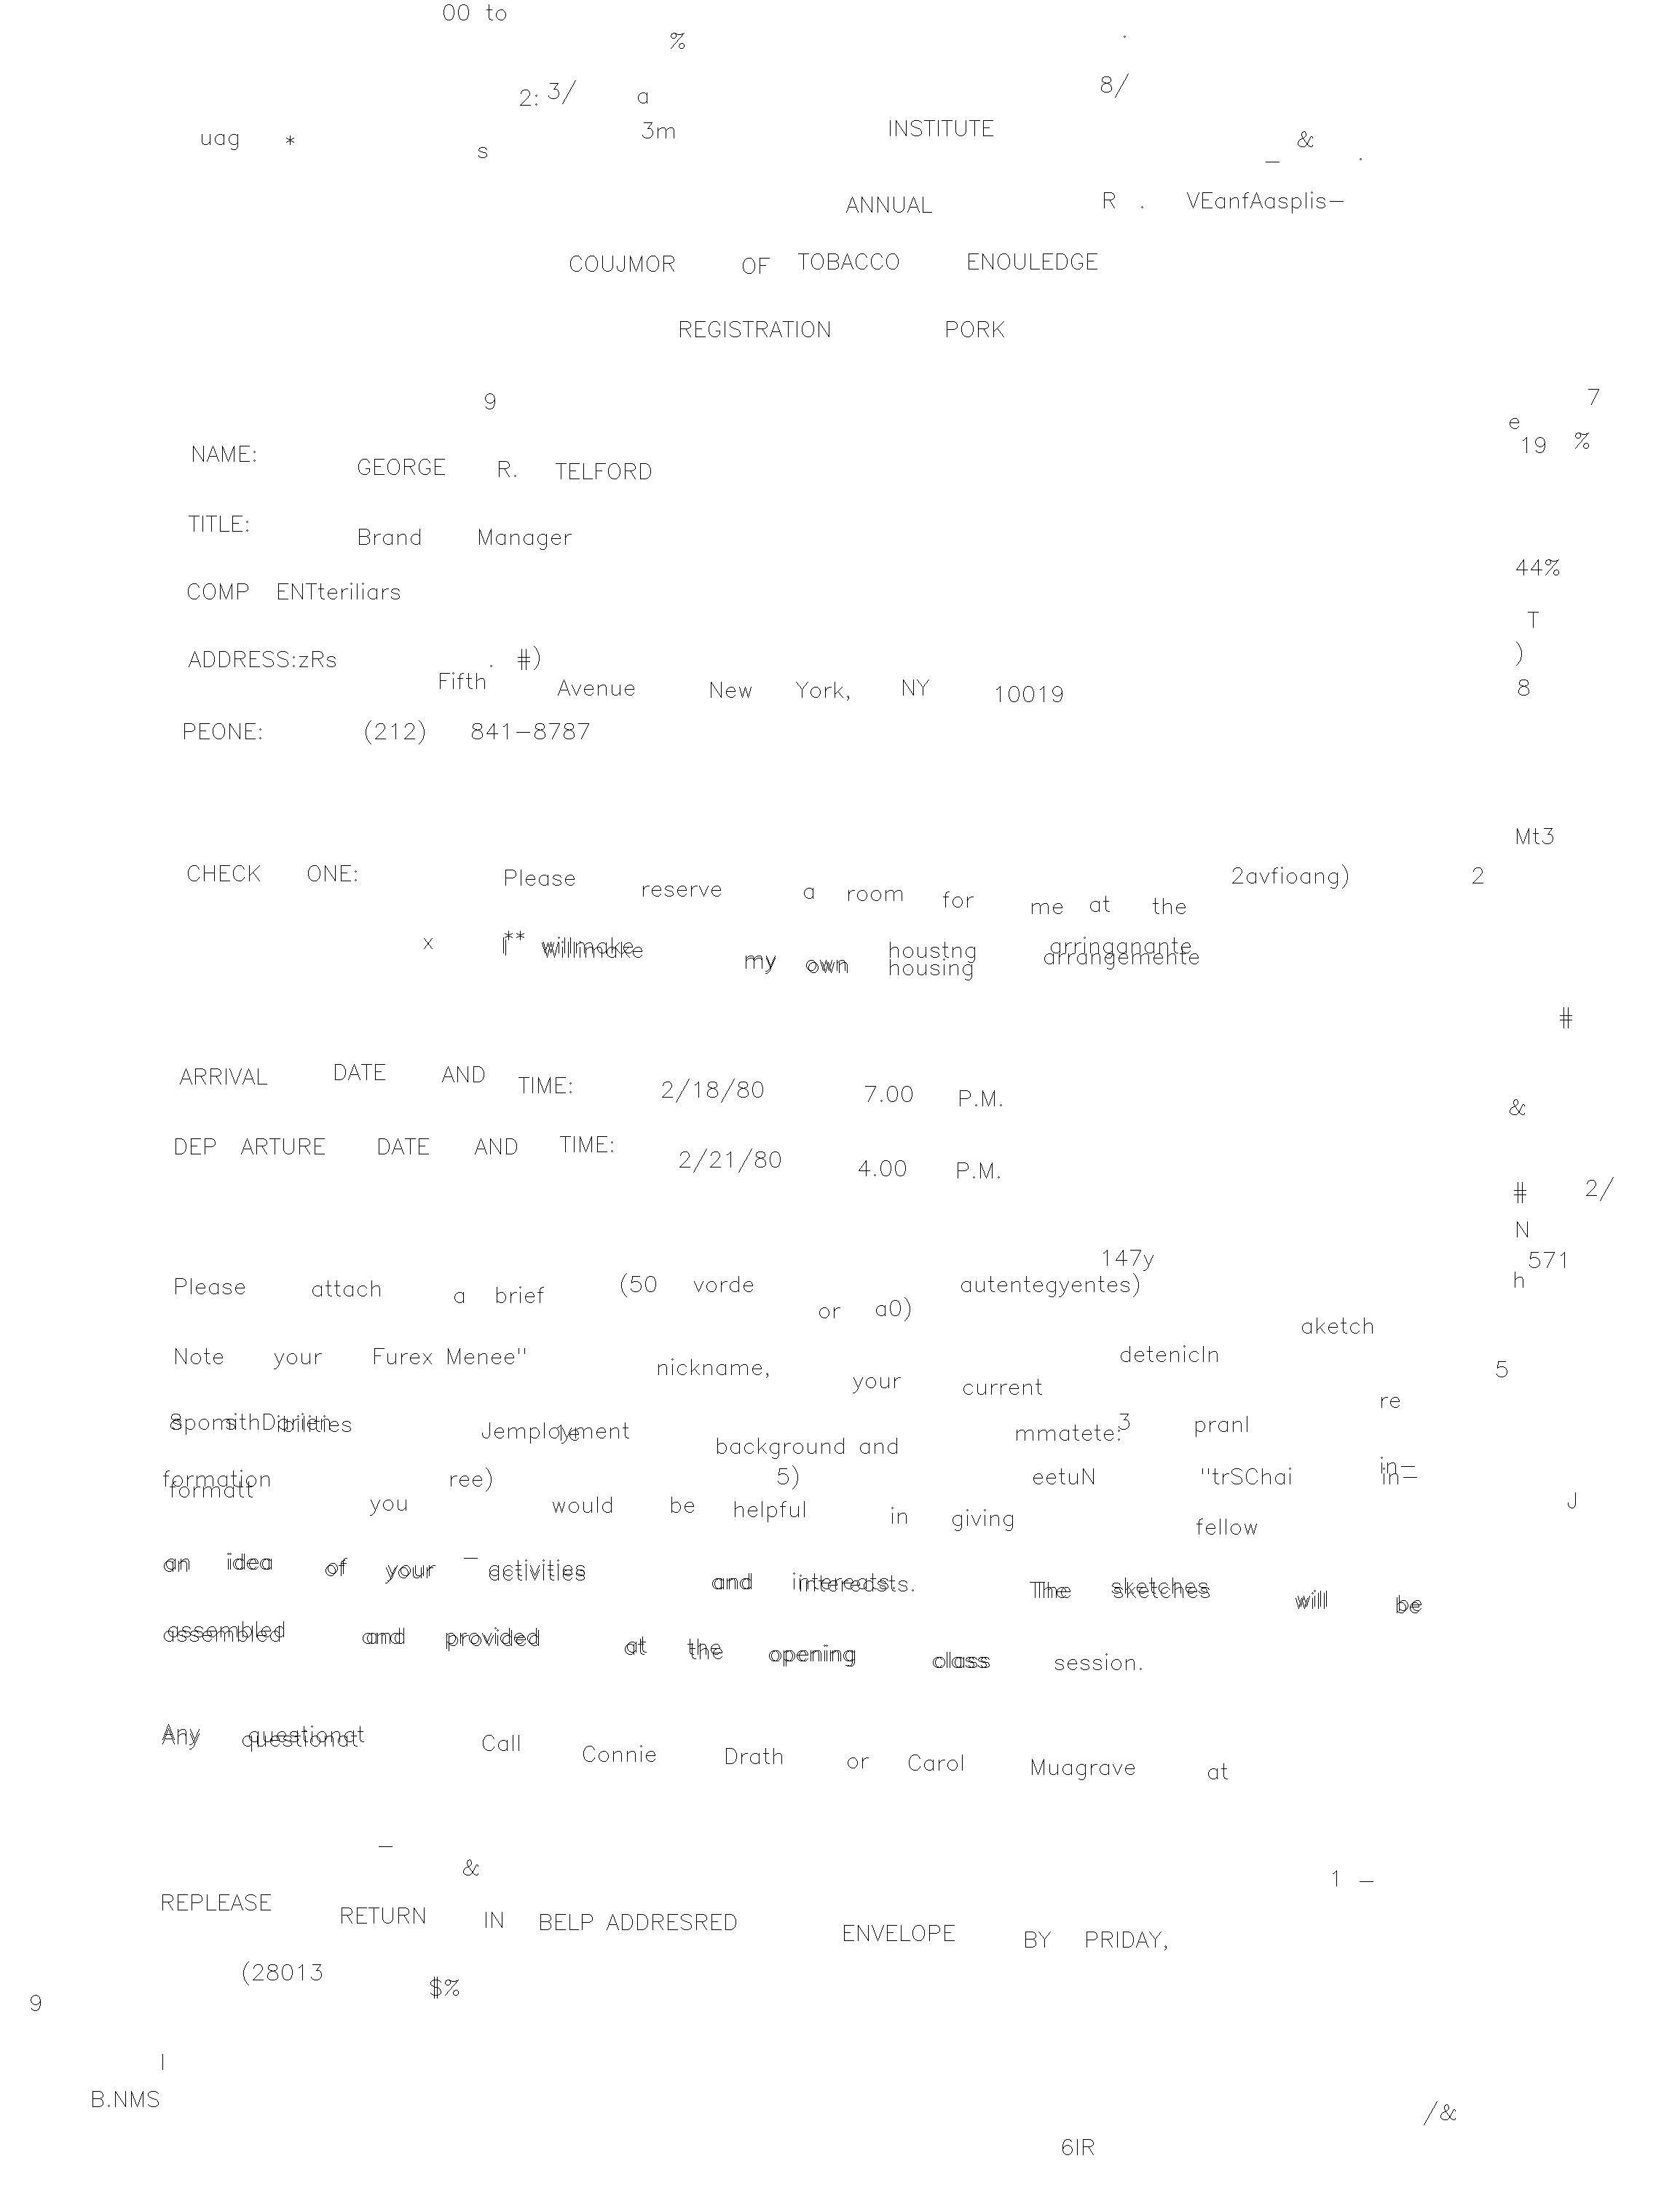 00 to
% .
2: 3/ a 8/
uag * s 3m INSTITUTE _ & .
ANNUAL R . VEanfAasplis-
COUJMOR OF TOBACCO ENOULEDGE
REGISTRATION PORK
9 7
e
NAME: GEORGE R. TELFORD 19 %
TITLE: Brand Manager
44%
COMP ENTteriliars
T
ADDRESS:zRs . #) )
Fifth Avenue New York, NY 10019 8
PEONE: (212) 841-8787
Mt3
CHECK ONE: Please reserve a room for me at the 2avfioang) 2
x ** willmake houstng arringanante
I willimake my own housing arrangemente
#
ARRIVAL DATE AND TIME: 2/18/80 7.00 P.M.
&
DEP ARTURE DATE AND TIME: 2/21/80 4.00 P.M.
# 2/
N
147y 571
Please attach a brief (50 vorde or a0) autentegyentes) h
aketch
Note your Furex Menee" nickname, your current detenicIn 5
re
Jemployment background and mmatete: 3 pranl
formation ree) 5) eetuN "trSChai in-
formatt you would be helpful in giving fellow in- J
an idea of your - activities and interests. The sketches will be
assembled and provided at the opening class session.
Any questionat Call Connie Drath or Carol Muagrave at
-
& 1 -
REPLEASE RETURN IN BELP ADDRESRED ENVELOPE BY PRIDAY,
(28013 $%
9
I
B.NMS
/&
6IR